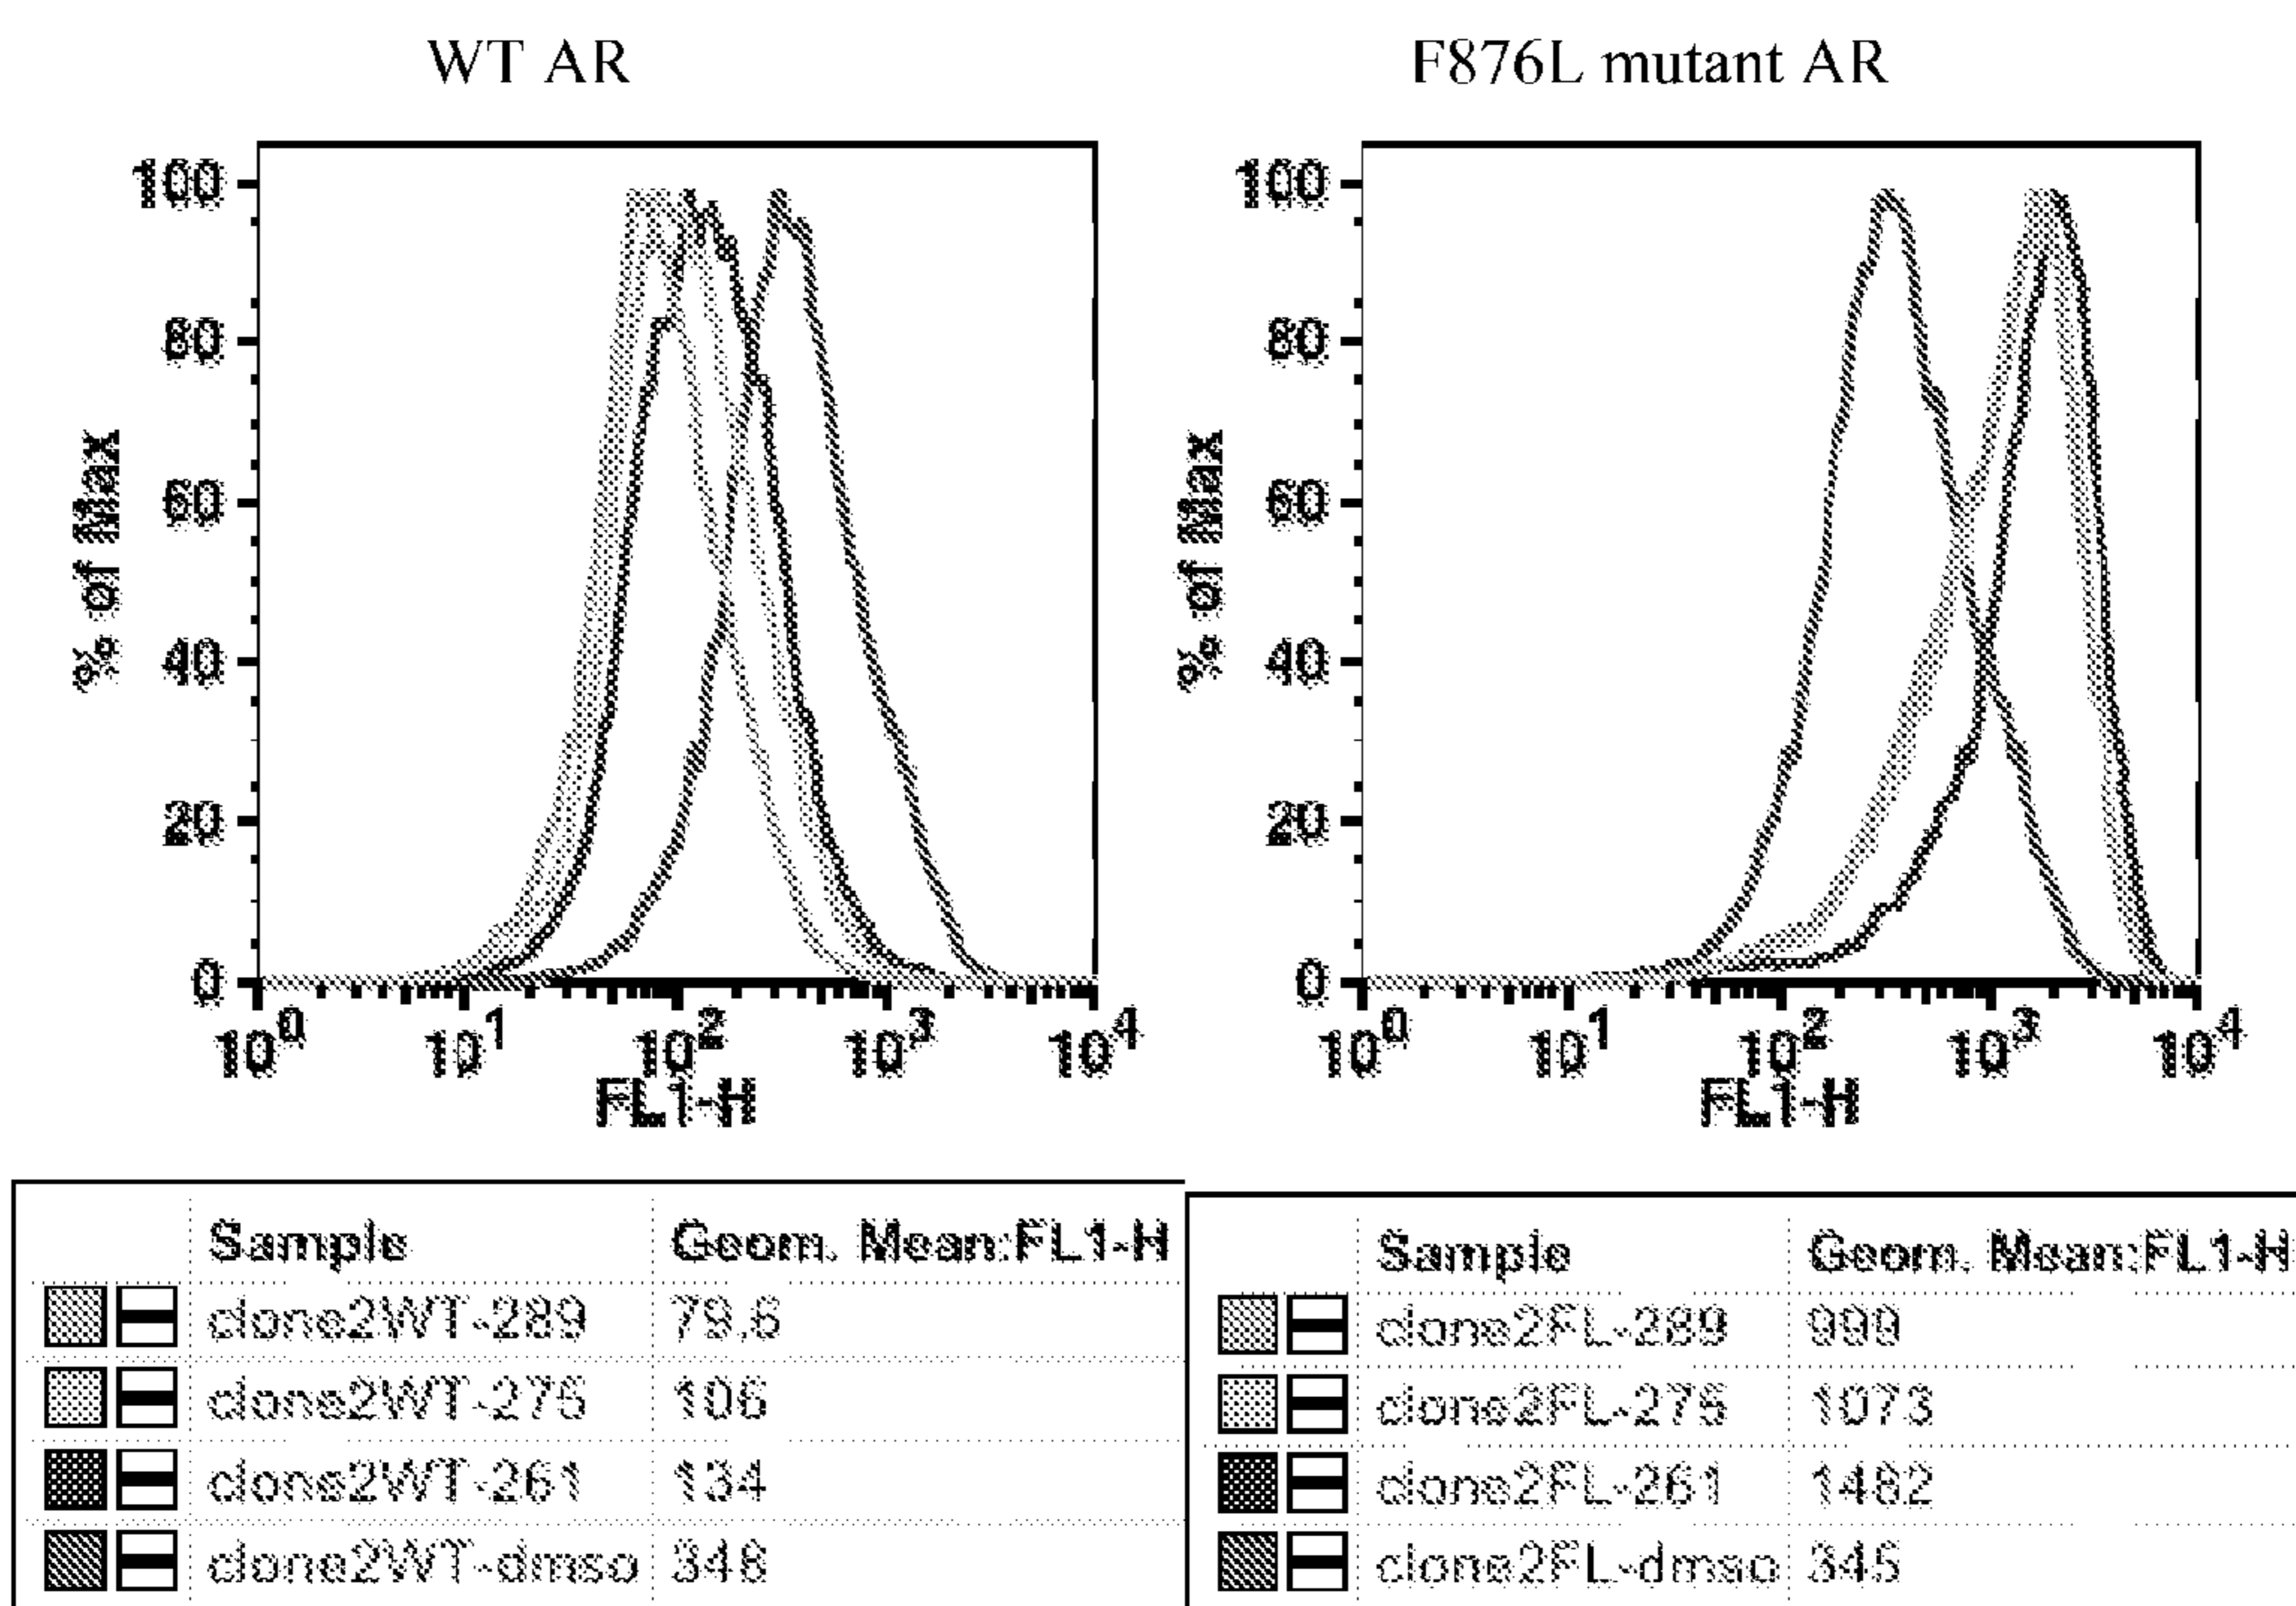 WT AR
F876L mutant AR
100
80
60
40
20
0
% of Max
10^0 10^1 10^2 10^3 10^4
FL1-H
100
80
60
40
20
0
% of Max
10^0 10^1 10^2 10^3 10^4
FL1-H
Sample Geom. Mean:FL1-H
clone2WT-289 79.6
clone2WT-275 106
clone2WT-261 134
clone2WT-dmso
Sample Geom. Mean:FL1-H
clone2FL-289 999
clone2FL-275 1073
clone2FL-261
clone2FL-dmso 345